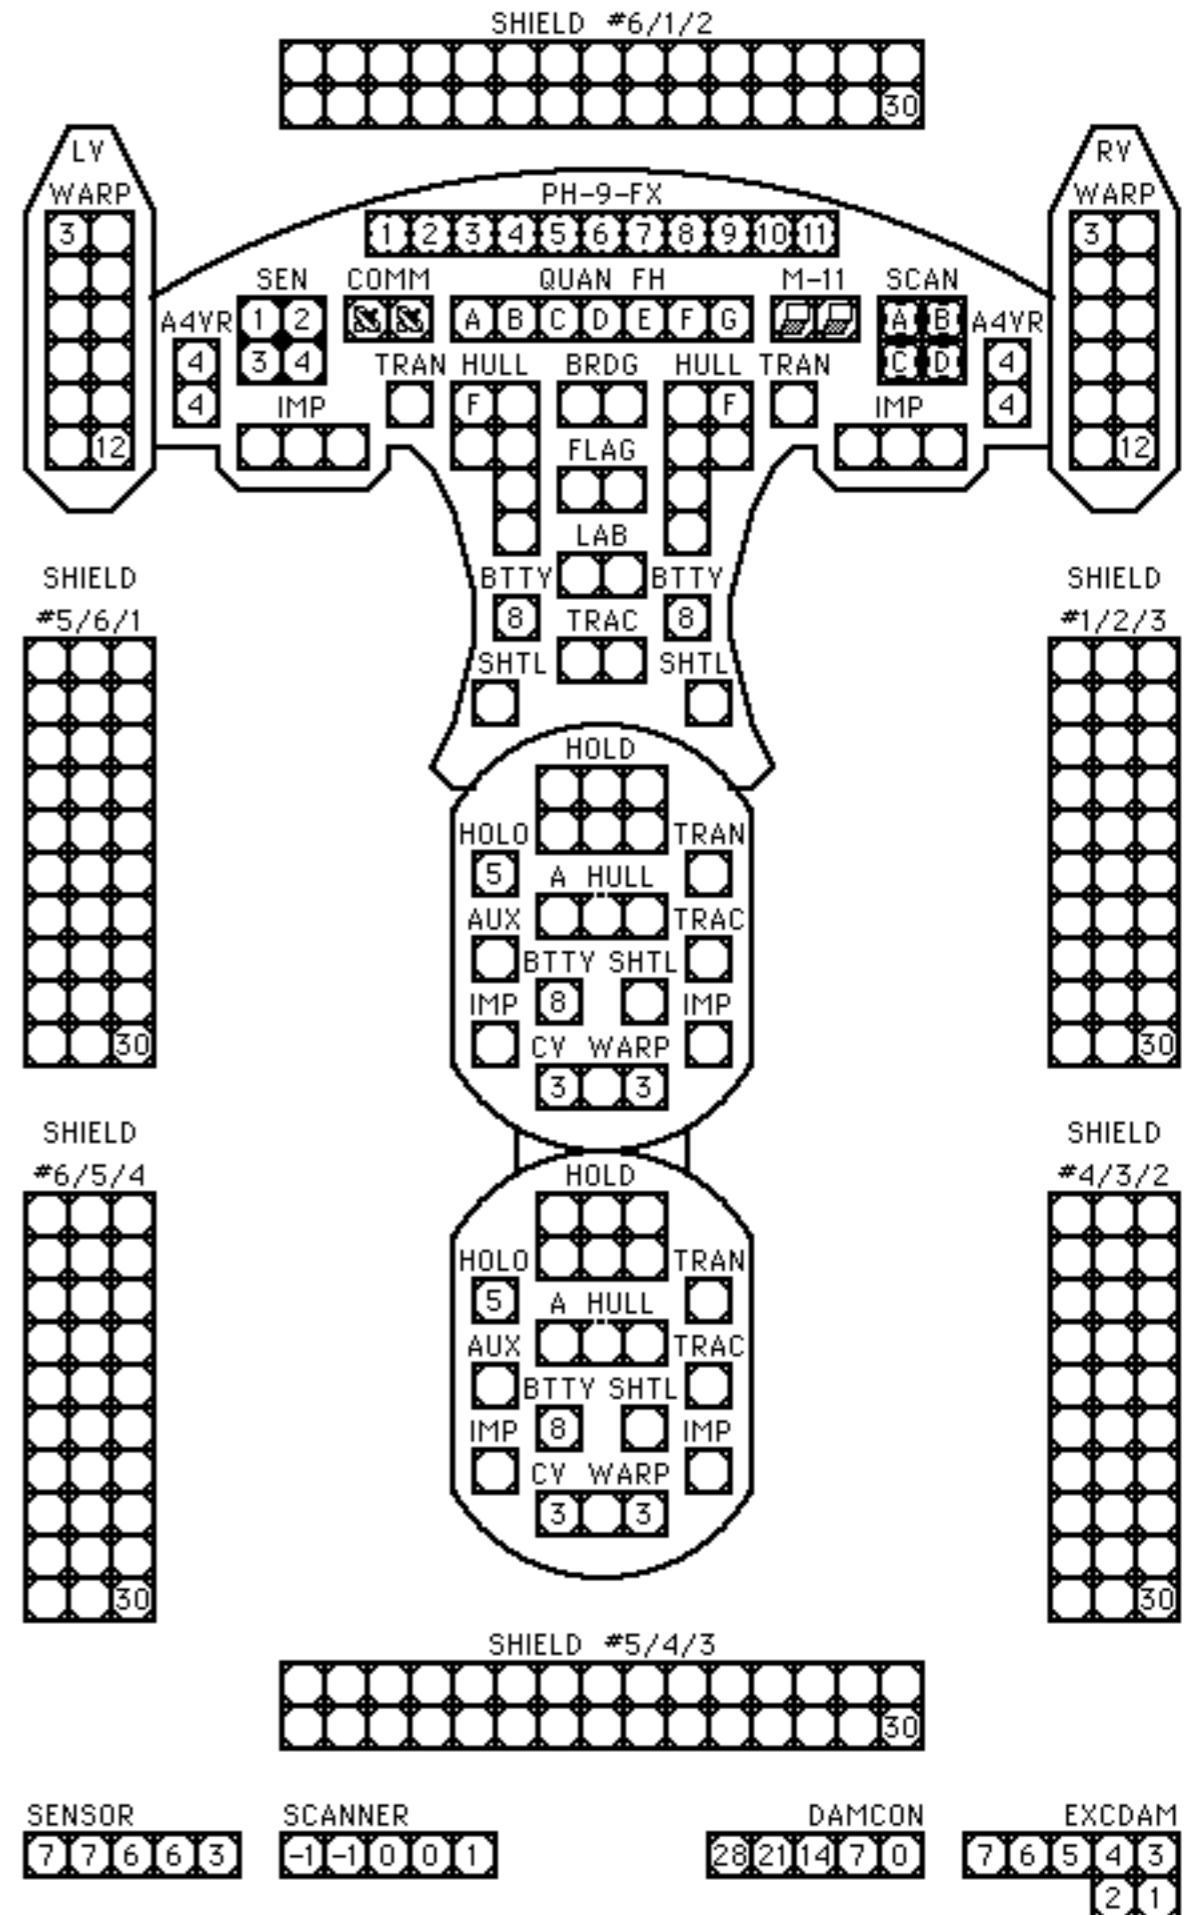 SHIELD #6/1/2
30
LV
RV
WARP
PH-9-FX
WARP
3
1 2 3 4 5 6 7 8 9 10 11
3
SEN COMM QUAN FH M-11 SCAN
A4VR 1 2 A B C D E F G A B A4VR
4 3 4 TRAN HULL BRDG HULL TRAN C D 4
4 IMP F F IMP 4
12 FLAG 12
LAB
SHIELD BTTY BTTY SHIELD
#5/6/1 8 TRAC 8 #1/2/3
SHTL SHTL
HOLD
HOLO TRAN
5 A HULL
AUX TRAC
BTTY SHTL
IMP 8 IMP
30 CV WARP 30
3 3
SHIELD SHIELD
#6/5/4 HOLD #4/3/2
HOLO TRAN
5 A HULL
AUX TRAC
BTTY SHTL
IMP 8 IMP
CV WARP
3 3
30 30
SHIELD #5/4/3
30
SENSOR SCANNER DAMCON EXCDAM
7 7 6 6 3 -1 -1 0 0 1 28 21 14 7 0 7 6 5 4 3
2 1